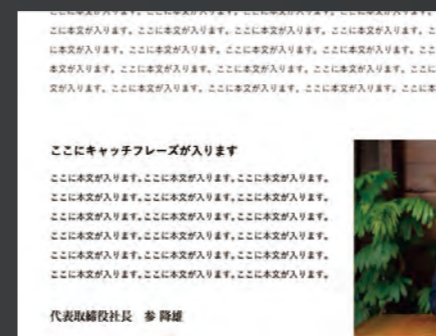 こに本文が入ります。ここに本文が入ります。ここに本文が入ります。ここに本文が入ります。こ
に本文が入ります。ここに本文が入ります。ここに本文が入ります。ここに本文が入ります。ここ
本文が入ります。ここに本文が入ります。ここに本文が入ります。ここに本文が入ります。ここに
文が入ります。ここに本文が入ります。ここに本文が入ります。ここに本文が入ります。ここに本
ここにキャッチフレーズが入ります
ここに本文が入ります。ここに本文が入ります。ここに本文が入ります。
ここに本文が入ります。ここに本文が入ります。ここに本文が入ります。
ここに本文が入ります。ここに本文が入ります。ここに本文が入ります。
ここに本文が入ります。ここに本文が入ります。ここに本文が入ります。
ここに本文が入ります。ここに本文が入ります。ここに本文が入ります。
ここに本文が入ります。ここに本文が入ります。ここに本文が入ります。
代表取締役社長　参 降雄